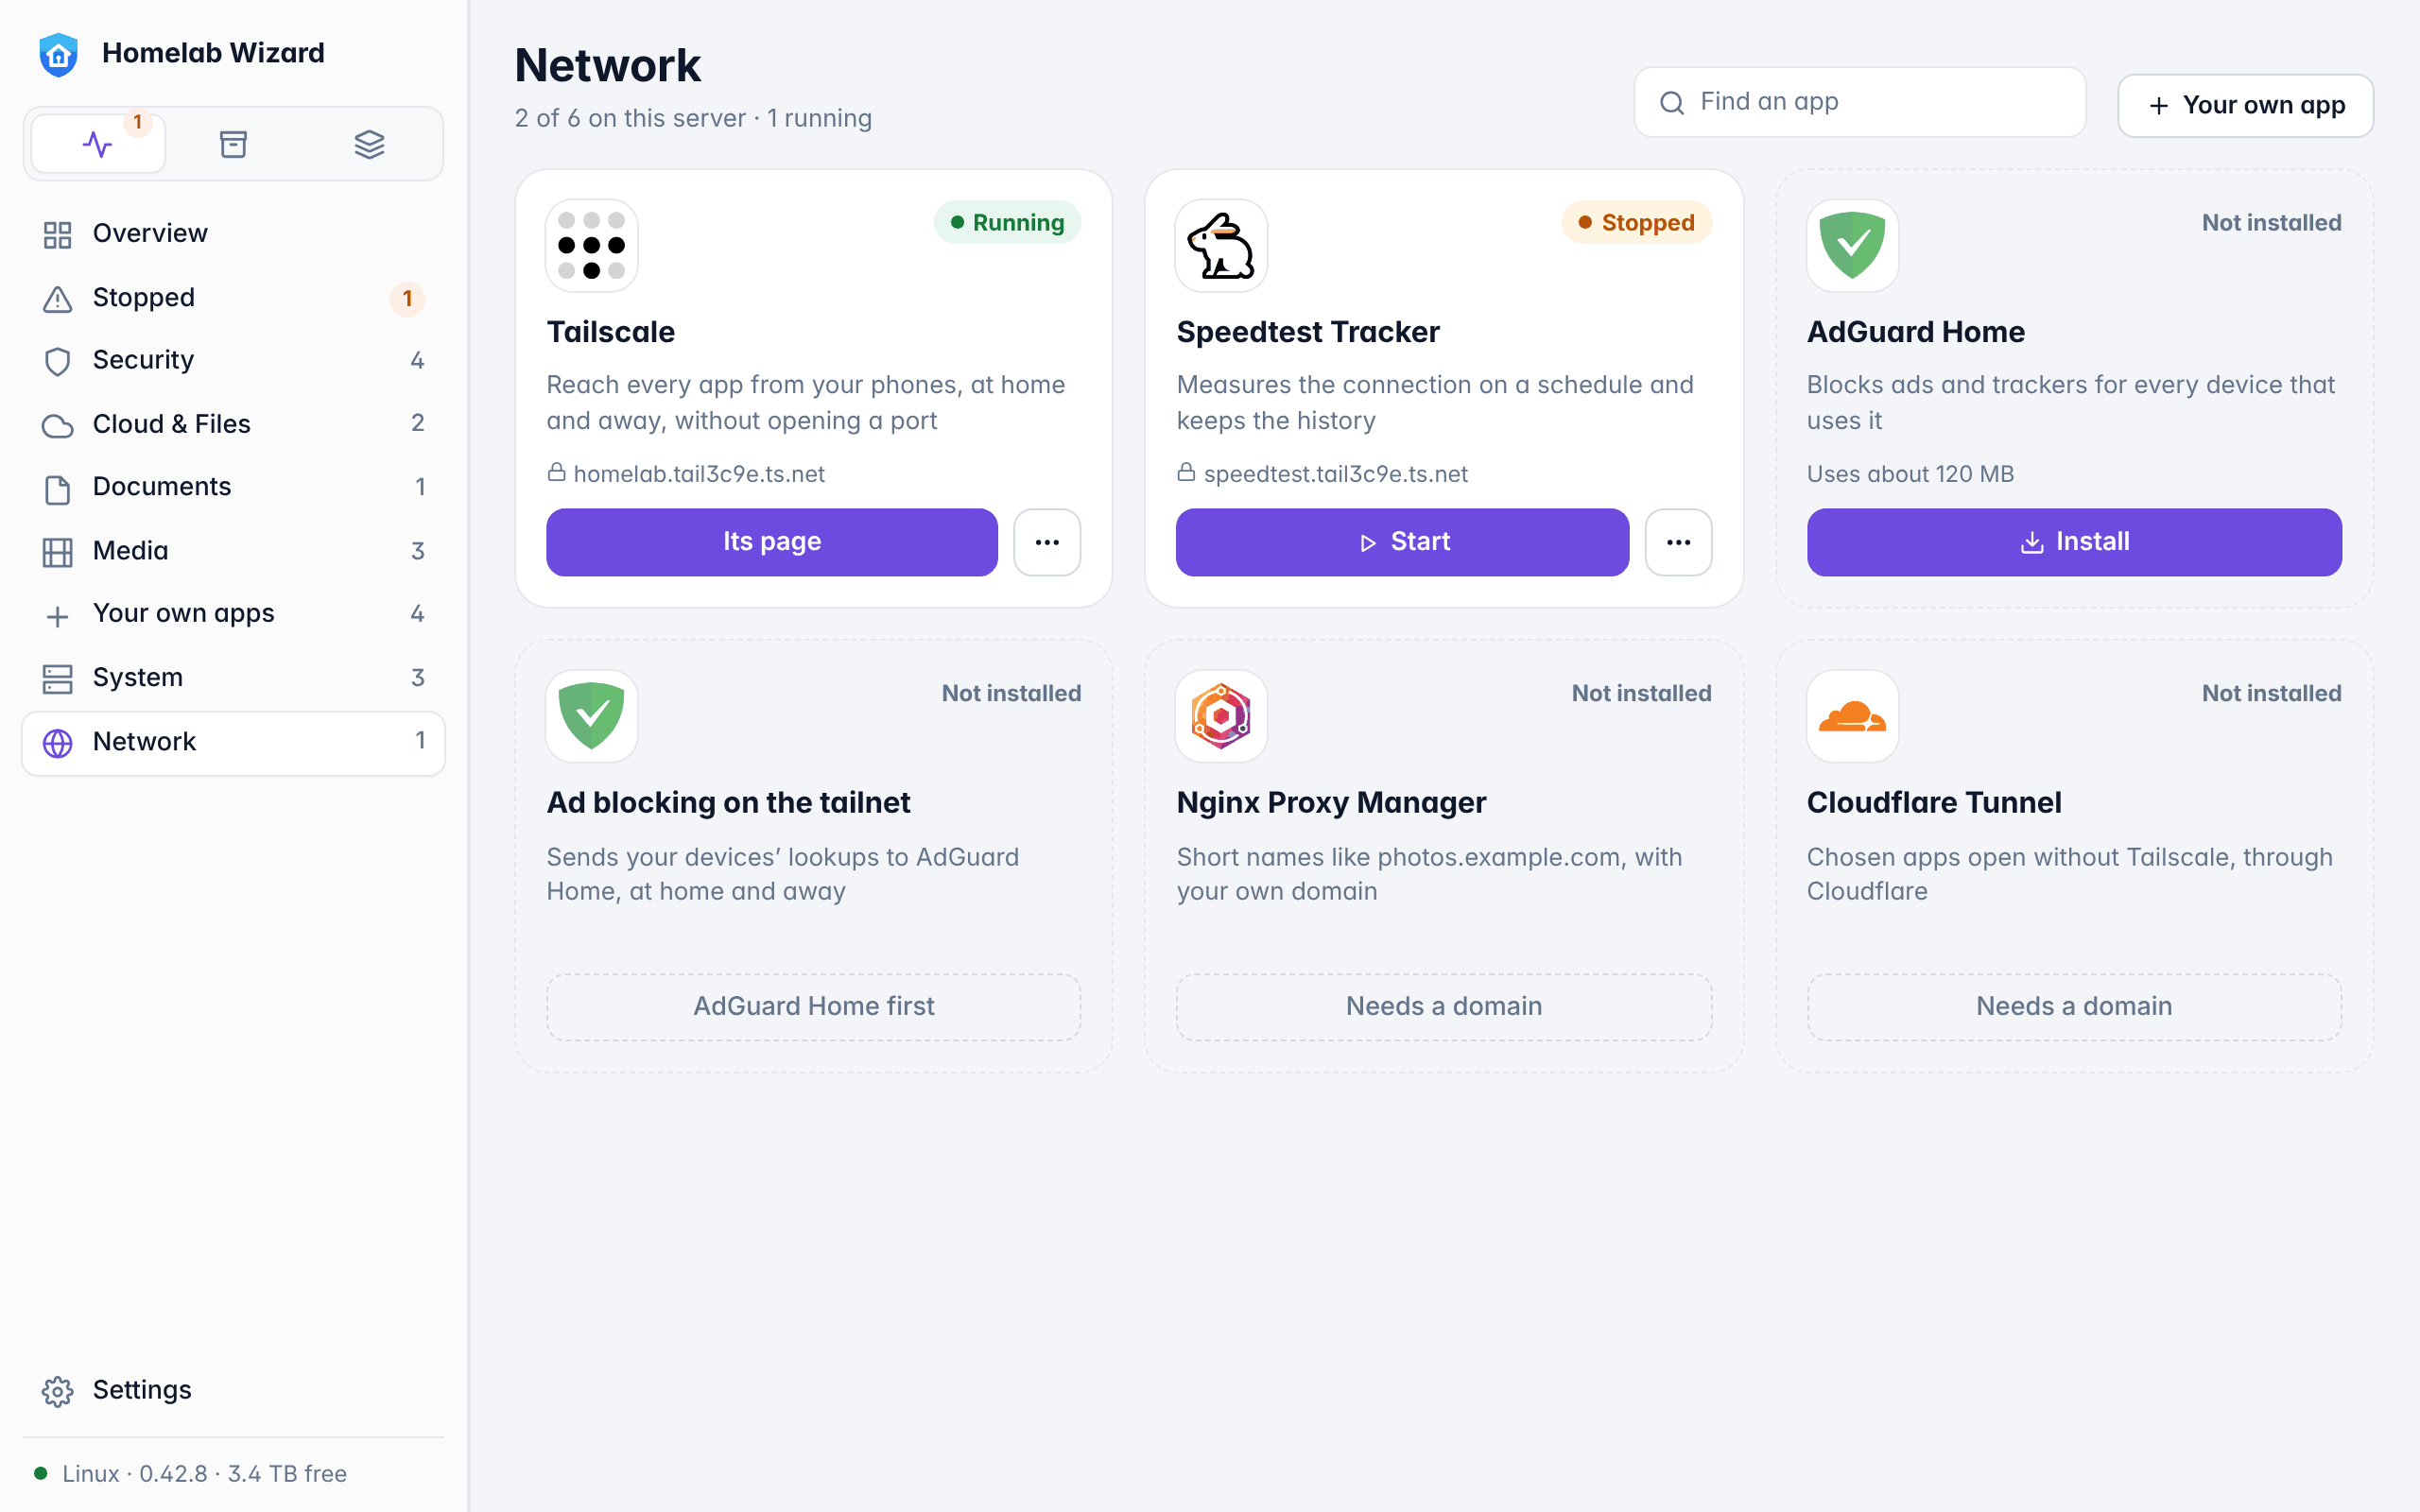 Homelab Wizard
1
Overview
Stopped 1
Security 4
Cloud & Files 2
Documents 1
Media 3
Your own apps 4
System 3
Network 1
Settings
Linux · 0.42.8 · 3.4 TB free
Network
2 of 6 on this server · 1 running
Find an app
Your own app
Running
Tailscale
Reach every app from your phones, at home
and away, without opening a port
homelab.tail3c9e.ts.net
Its page
Stopped
Speedtest Tracker
Measures the connection on a schedule and
keeps the history
speedtest.tail3c9e.ts.net
Start
Not installed
AdGuard Home
Blocks ads and trackers for every device that
uses it
Uses about 120 MB
Install
Not installed
Ad blocking on the tailnet
Sends your devices’ lookups to AdGuard
Home, at home and away
AdGuard Home first
Not installed
Nginx Proxy Manager
Short names like photos.example.com, with
your own domain
Needs a domain
Not installed
Cloudflare Tunnel
Chosen apps open without Tailscale, through
Cloudflare
Needs a domain